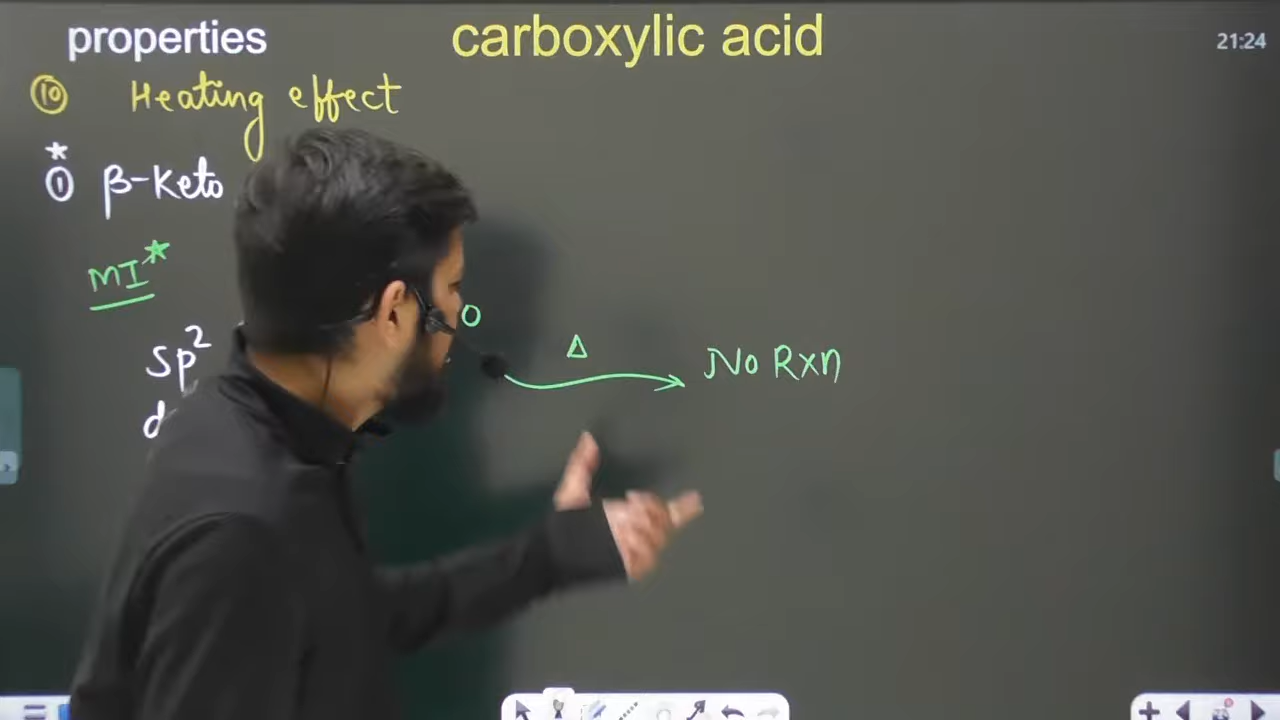 properties
carboxylic acid
21:24
10 Heating effect
* 1 β-Keto
MI*
sp²
O
Δ
No Rxn